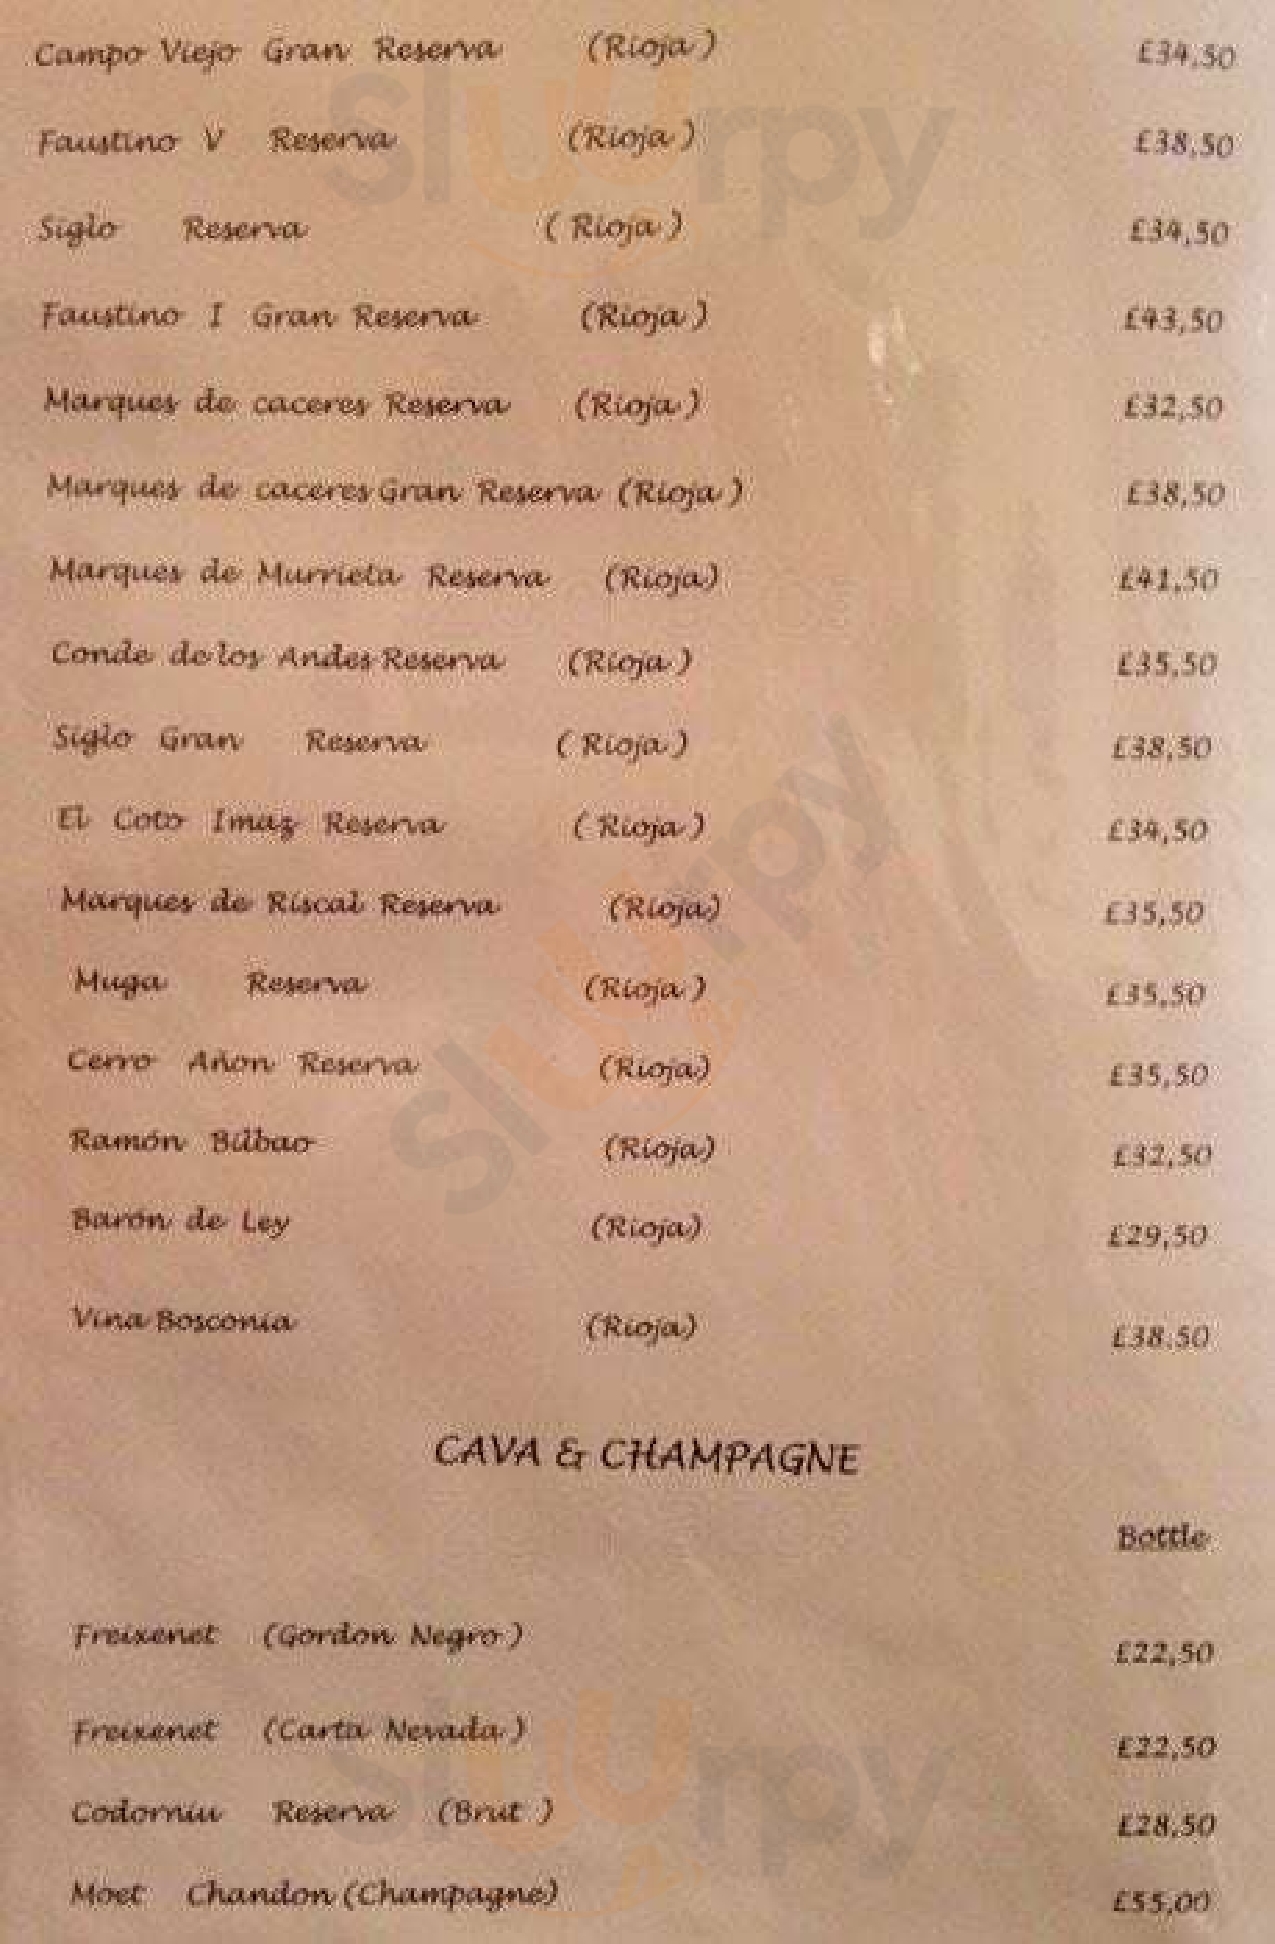 Campo Viejo Gran Reserva (Rioja) £34,50
Faustino V Reserva (Rioja) £38,50
Siglo Reserva (Rioja) £34,50
Faustino I Gran Reserva (Rioja) £43,50
Marques de caceres Reserva (Rioja) £32,50
Marques de caceres Gran Reserva (Rioja) £38,50
Marques de Murrieta Reserva (Rioja) £41,50
Conde de los Andes Reserva (Rioja) £35,50
Siglo Gran Reserva (Rioja) £38,50
El Coto Imaz Reserva (Rioja) £34,50
Marques de Riscal Reserva (Rioja) £35,50
Muga Reserva (Rioja) £35,50
Cerro Añon Reserva (Rioja) £35,50
Ramón Bilbao (Rioja) £32,50
Barón de Ley (Rioja) £29,50
Vina Bosconia (Rioja) £38.50
CAVA & CHAMPAGNE
Bottle
Freixenet (Gordon Negro) £22,50
Freixenet (Carta Nevada) £22,50
Codorniu Reserva (Brut) £28,50
Moet Chandon (Champagne) £55,00
Sluurpy
Sluurpy
Sluurpy